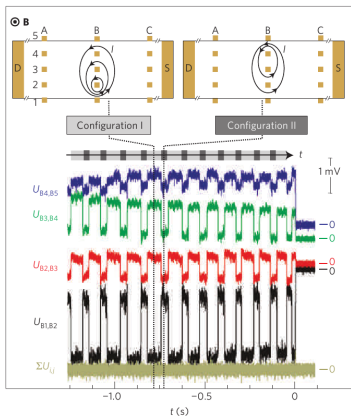 B
A B C A B C
5
4
3
2
1
I I
D S D S
Configuration I Configuration II
t
1 mV
U_B4,B5
U_B3,B4
U_B2,B3
U_B1,B2
ΣU_i,j
0
0
0
0
0
−1.0 −0.5 0
t (s)